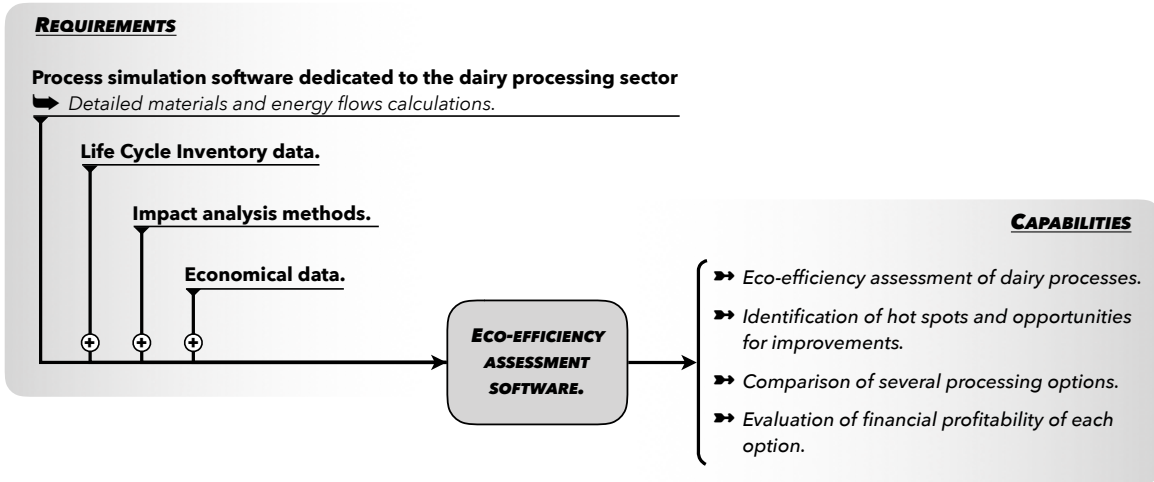 REQUIREMENTS
Process simulation software dedicated to the dairy processing sector
Detailed materials and energy flows calculations.
Life Cycle Inventory data.
Impact analysis methods.
Economical data.
ECO-EFFICIENCY
ASSESSMENT
SOFTWARE.
CAPABILITIES
Eco-efficiency assessment of dairy processes.
Identification of hot spots and opportunities
for improvements.
Comparison of several processing options.
Evaluation of financial profitability of each
option.